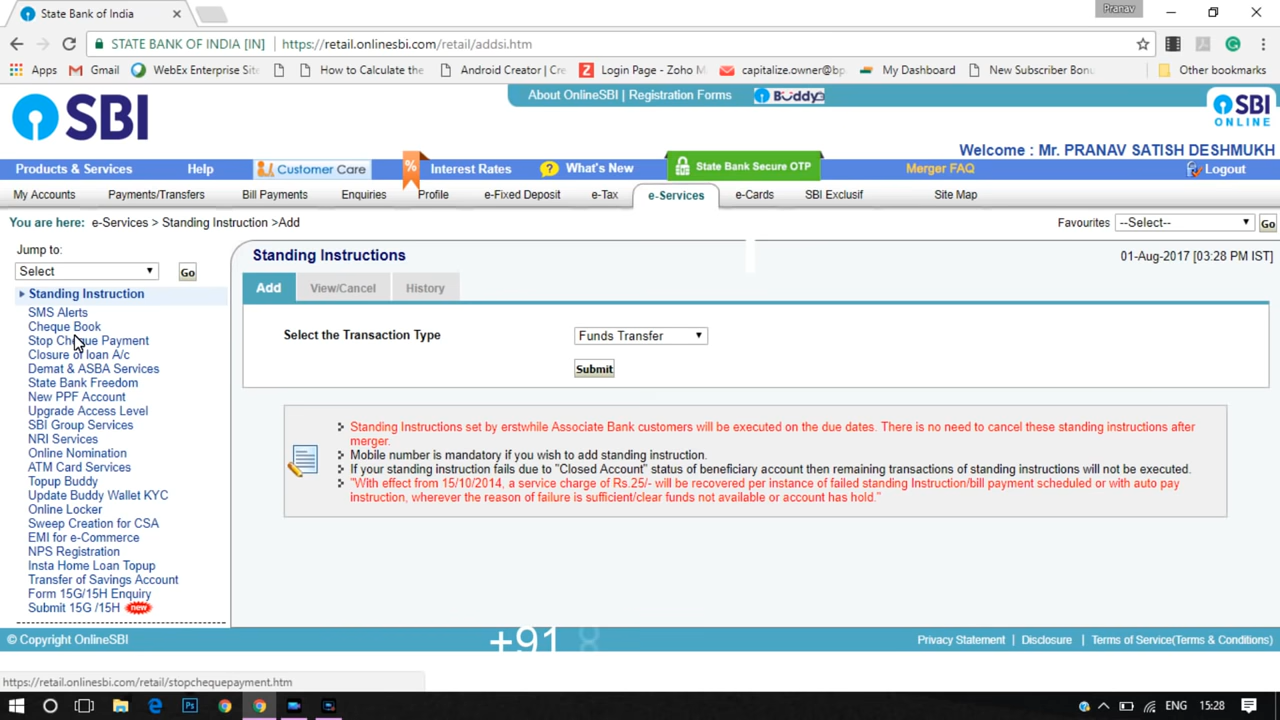 State Bank of India
Pranav
STATE BANK OF INDIA [IN] https://retail.onlinesbi.com/retail/addsi.htm
Apps Gmail WebEx Enterprise Sit How to Calculate the Android Creator | Cre Login Page - Zoho M capitalize.owner@bp My Dashboard New Subscriber Bonu Other bookmarks
SBI About OnlineSBI | Registration Forms Buddy SBI ONLINE
Welcome : Mr. PRANAV SATISH DESHMUKH
Products & Services Help Customer Care % Interest Rates ? What's New State Bank Secure OTP Merger FAQ Logout
My Accounts Payments/Transfers Bill Payments Enquiries Profile e-Fixed Deposit e-Tax e-Services e-Cards SBI Exclusif Site Map
You are here: e-Services > Standing Instruction >Add Favourites --Select-- Go
Jump to:
Select Go
Standing Instruction
SMS Alerts
Cheque Book
Stop Cheque Payment
Closure of loan A/c
Demat & ASBA Services
State Bank Freedom
New PPF Account
Upgrade Access Level
SBI Group Services
NRI Services
Online Nomination
ATM Card Services
Topup Buddy
Update Buddy Wallet KYC
Online Locker
Sweep Creation for CSA
EMI for e-Commerce
NPS Registration
Insta Home Loan Topup
Transfer of Savings Account
Form 15G/15H Enquiry
Submit 15G /15H new
Standing Instructions 01-Aug-2017 [03:28 PM IST]
Add View/Cancel History
Select the Transaction Type Funds Transfer
Submit
Standing Instructions set by erstwhile Associate Bank customers will be executed on the due dates. There is no need to cancel these standing instructions after
merger.
Mobile number is mandatory if you wish to add standing instruction.
If your standing instruction fails due to "Closed Account" status of beneficiary account then remaining transactions of standing instructions will not be executed.
"With effect from 15/10/2014, a service charge of Rs.25/- will be recovered per instance of failed standing Instruction/bill payment scheduled or with auto pay
instruction, wherever the reason of failure is sufficient/clear funds not available or account has hold."
© Copyright OnlineSBI +91 Privacy Statement | Disclosure | Terms of Service(Terms & Conditions)
https://retail.onlinesbi.com/retail/stopchequepayment.htm
ENG 15:28